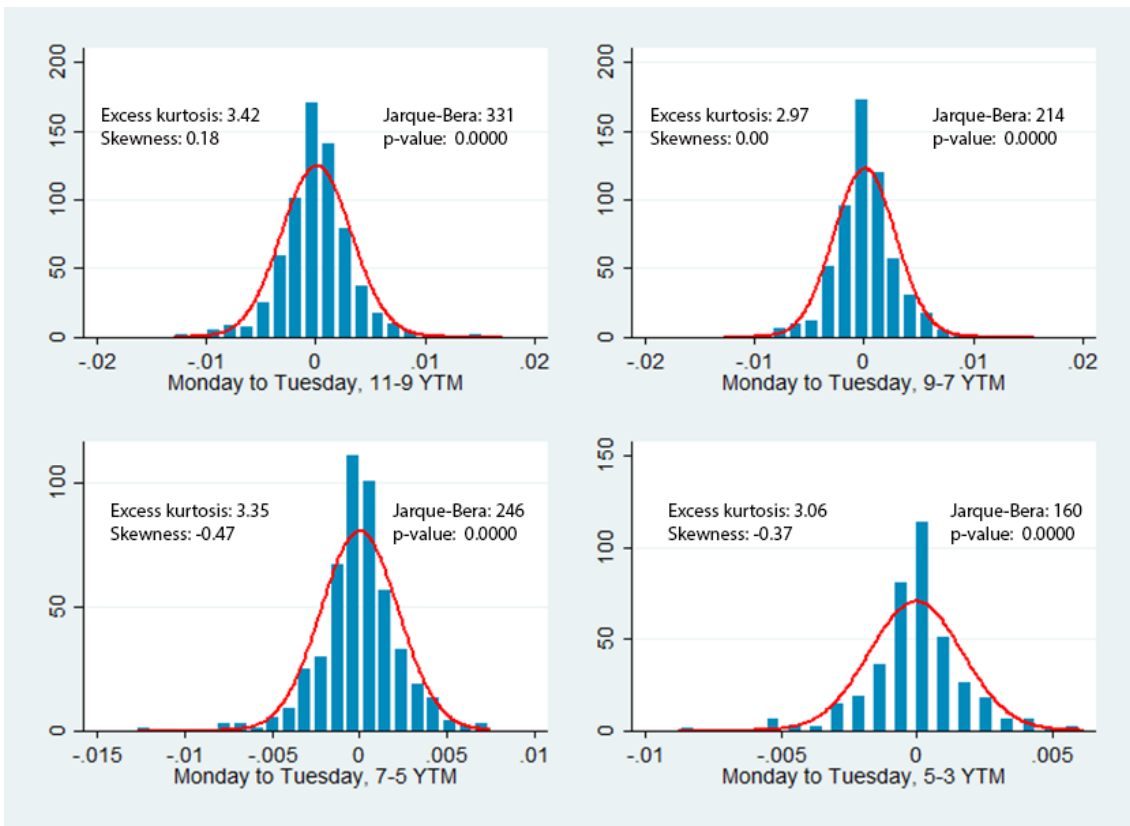 200
150
100
50
0
Excess kurtosis: 3.42
Skewness: 0.18
Jarque-Bera: 331
p-value: 0.0000
-.02 -.01 0 .01 .02
Monday to Tuesday, 11-9 YTM
200
150
100
50
0
Excess kurtosis: 2.97
Skewness: 0.00
Jarque-Bera: 214
p-value: 0.0000
-.02 -.01 0 .01 .02
Monday to Tuesday, 9-7 YTM
100
50
0
Excess kurtosis: 3.35
Skewness: -0.47
Jarque-Bera: 246
p-value: 0.0000
-.015 -.01 -.005 0 .005 .01
Monday to Tuesday, 7-5 YTM
150
100
50
0
Excess kurtosis: 3.06
Skewness: -0.37
Jarque-Bera: 160
p-value: 0.0000
-.01 -.005 0 .005
Monday to Tuesday, 5-3 YTM